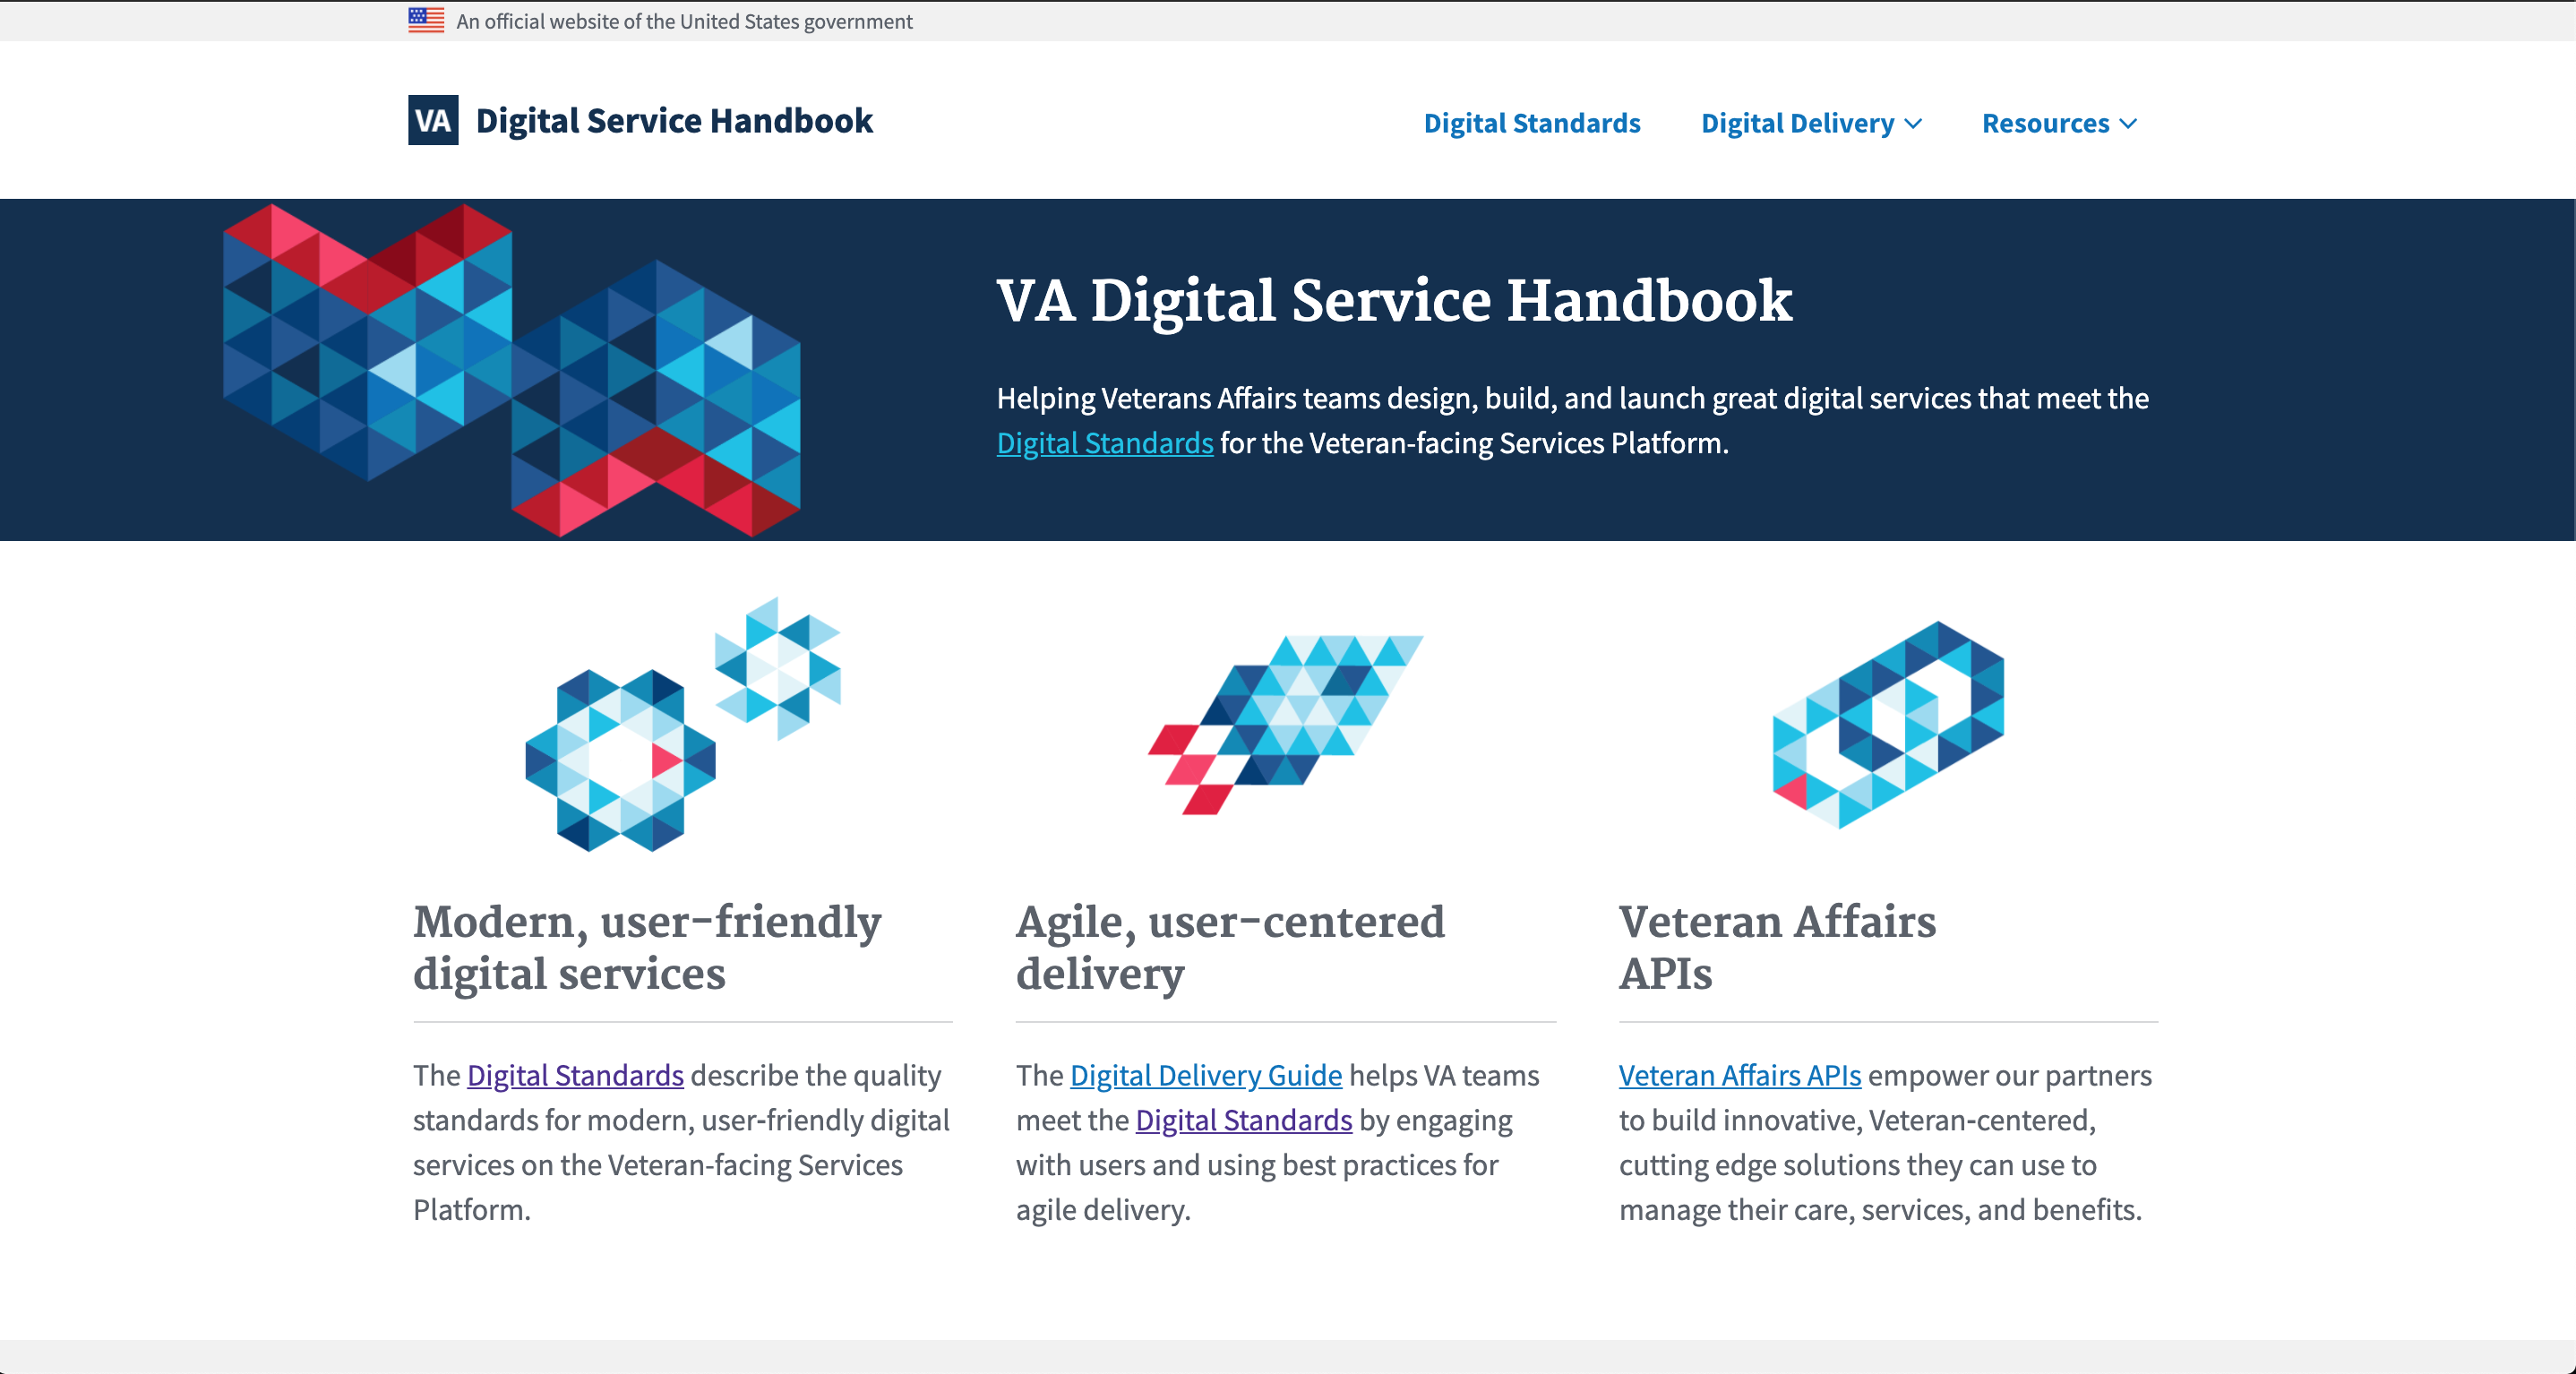 An official website of the United States government
VA Digital Service Handbook
Digital Standards
Digital Delivery
Resources
VA Digital Service Handbook
Helping Veterans Affairs teams design, build, and launch great digital services that meet the
Digital Standards for the Veteran-facing Services Platform.
Modern, user-friendly
digital services
The Digital Standards describe the quality
standards for modern, user-friendly digital
services on the Veteran-facing Services
Platform.
Agile, user-centered
delivery
The Digital Delivery Guide helps VA teams
meet the Digital Standards by engaging
with users and using best practices for
agile delivery.
Veteran Affairs
APIs
Veteran Affairs APIs empower our partners
to build innovative, Veteran-centered,
cutting edge solutions they can use to
manage their care, services, and benefits.